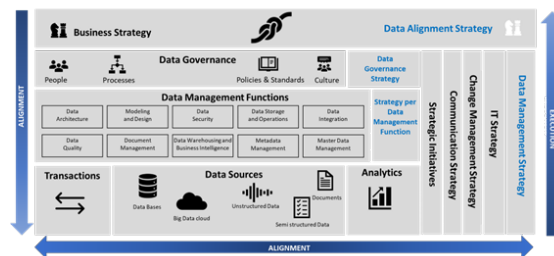 Business Strategy
Data Alignment Strategy
Data Governance
People
Processes
Policies & Standards
Culture
Data
Governance
Strategy
Data Management Functions
Data
Architecture
Modeling
and Design
Data
Security
Data Storage
and Operations
Data
Integration
Data
Quality
Document
Management
Data Warehousing and
Business Intelligence
Metadata
Management
Master Data
Management
Strategy per
Data
Management
Function
Transactions
Data Sources
Data Bases
Big Data cloud
Unstructured Data
Semi structured Data
Documents
Analytics
Strategic Initiatives
Communication Strategy
Change Management Strategy
IT Strategy
Data Management Strategy
ALIGNMENT
EXECUTION
ALIGNMENT